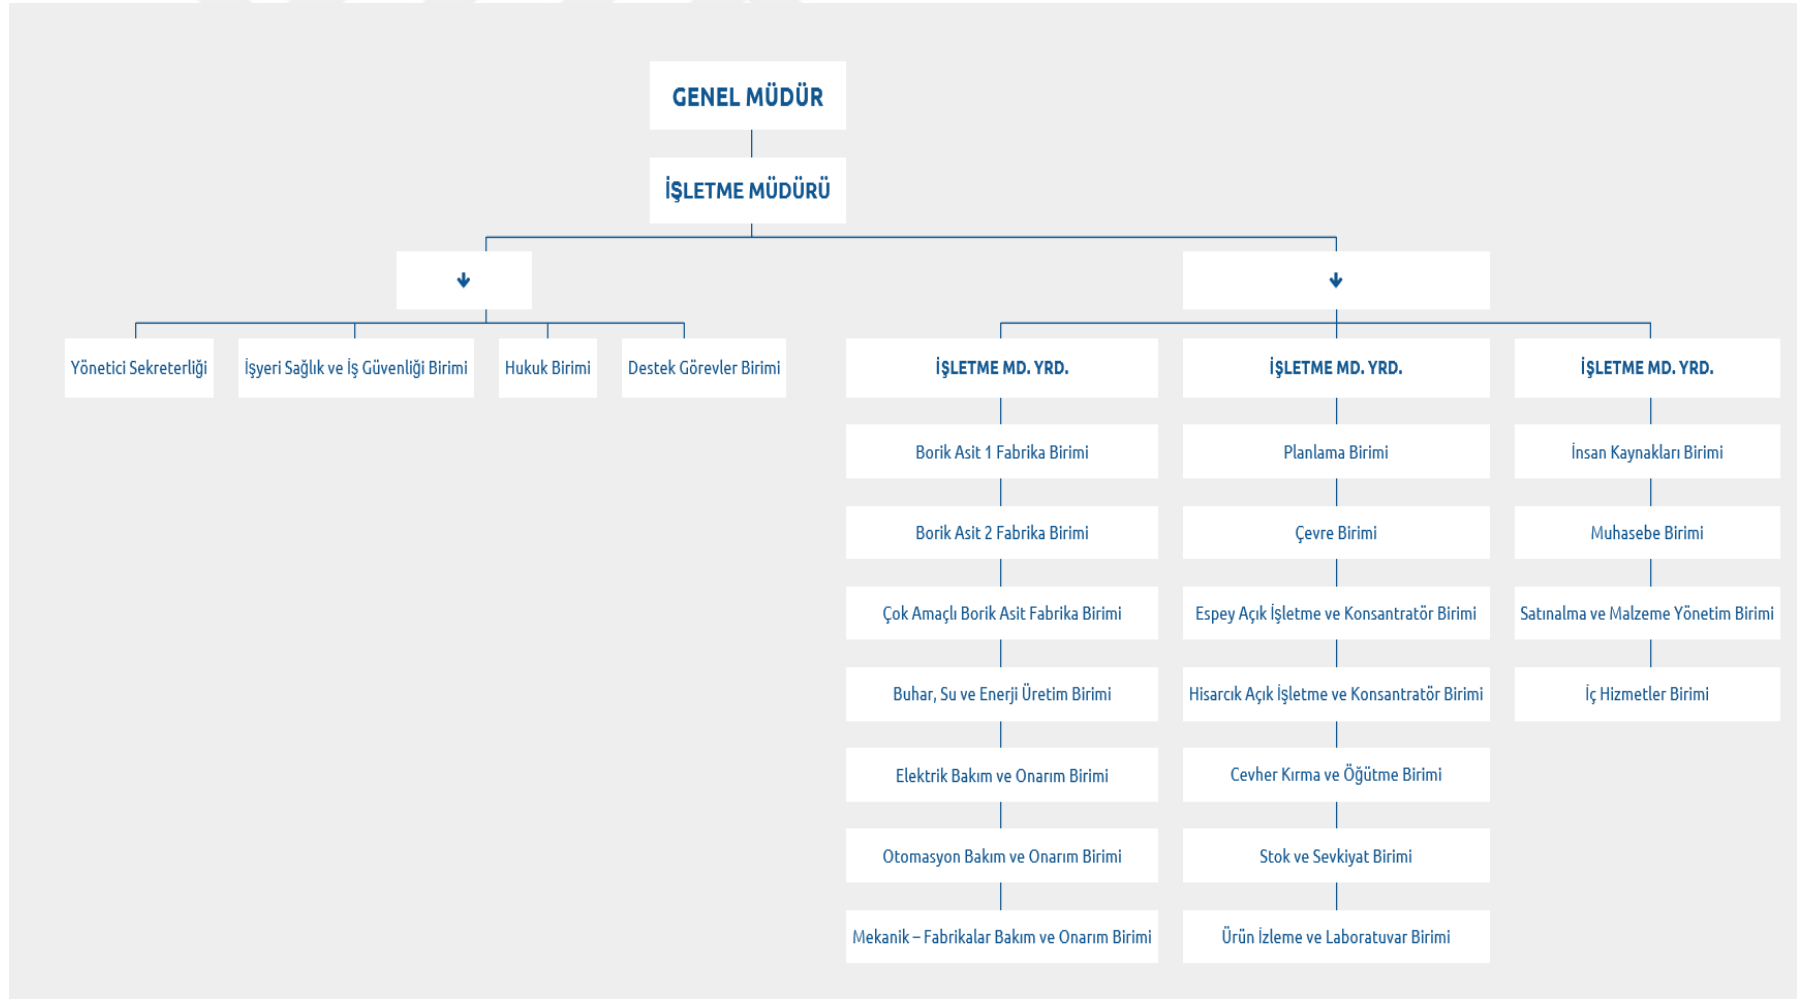 GENEL MÜDÜR
İŞLETME MÜDÜRÜ
Yönetici Sekreterliği
İşyeri Sağlık ve İş Güvenliği Birimi
Hukuk Birimi
Destek Görevler Birimi
İŞLETME MD. YRD.
Borik Asit 1 Fabrika Birimi
Borik Asit 2 Fabrika Birimi
Çok Amaçlı Borik Asit Fabrika Birimi
Buhar, Su ve Enerji Üretim Birimi
Elektrik Bakım ve Onarım Birimi
Otomasyon Bakım ve Onarım Birimi
Mekanik – Fabrikalar Bakım ve Onarım Birimi
İŞLETME MD. YRD.
Planlama Birimi
Çevre Birimi
Espey Açık İşletme ve Konsantratör Birimi
Hisarcık Açık İşletme ve Konsantratör Birimi
Cevher Kırma ve Öğütme Birimi
Stok ve Sevkiyat Birimi
Ürün İzleme ve Laboratuvar Birimi
İŞLETME MD. YRD.
İnsan Kaynakları Birimi
Muhasebe Birimi
Satınalma ve Malzeme Yönetim Birimi
İç Hizmetler Birimi